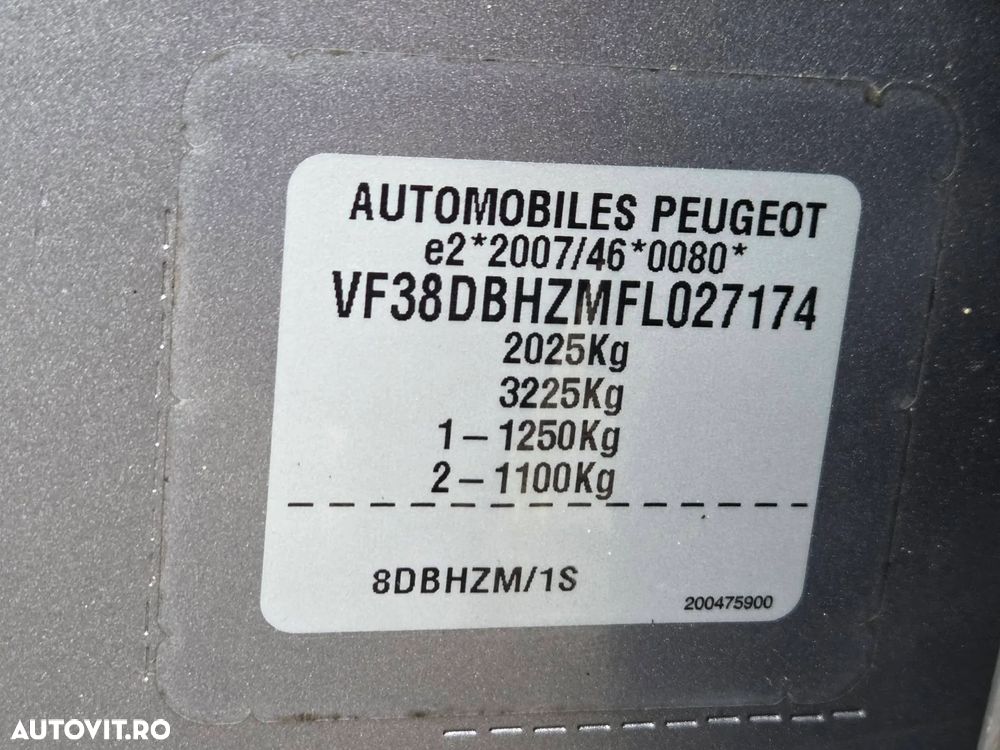 AUTOMOBILES PEUGEOT
e2*2007/46*0080*
VF38DBHZMFL027174
2025Kg
3225Kg
1-1250Kg
2-1100Kg
8DBHZM/1S
200475900
AUTOVIT.RO